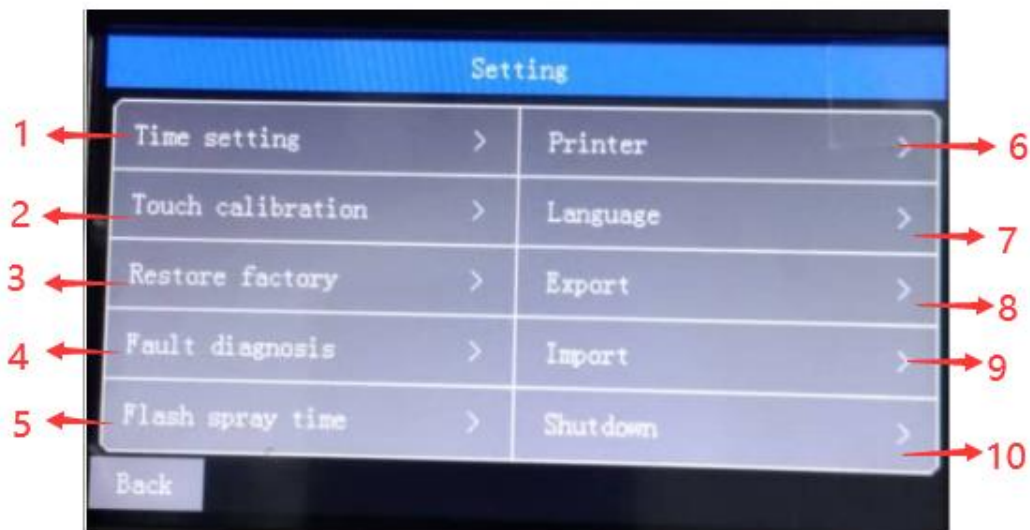 Setting
1 Time setting > Printer > 6
2 Touch calibration > Language > 7
3 Restore factory > Export > 8
4 Fault diagnosis > Import > 9
5 Flash spray time > Shutdown > 10
Back